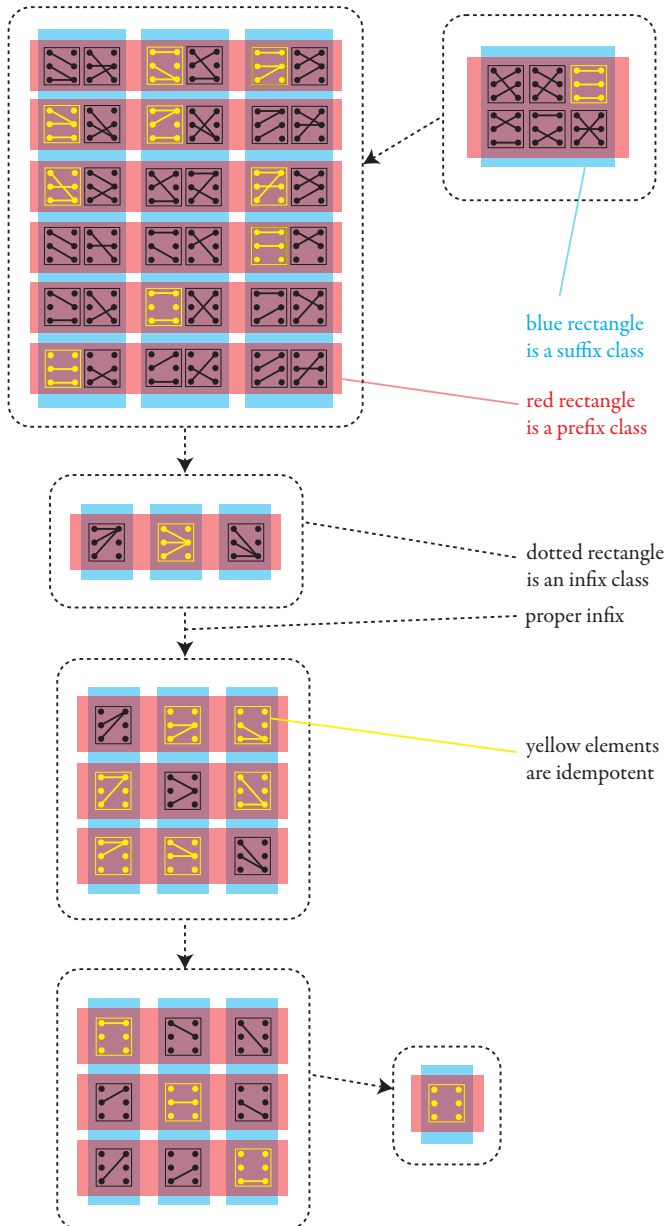 blue rectangle
is a suffix class
red rectangle
is a prefix class
dotted rectangle
is an infix class
proper infix
yellow elements
are idempotent